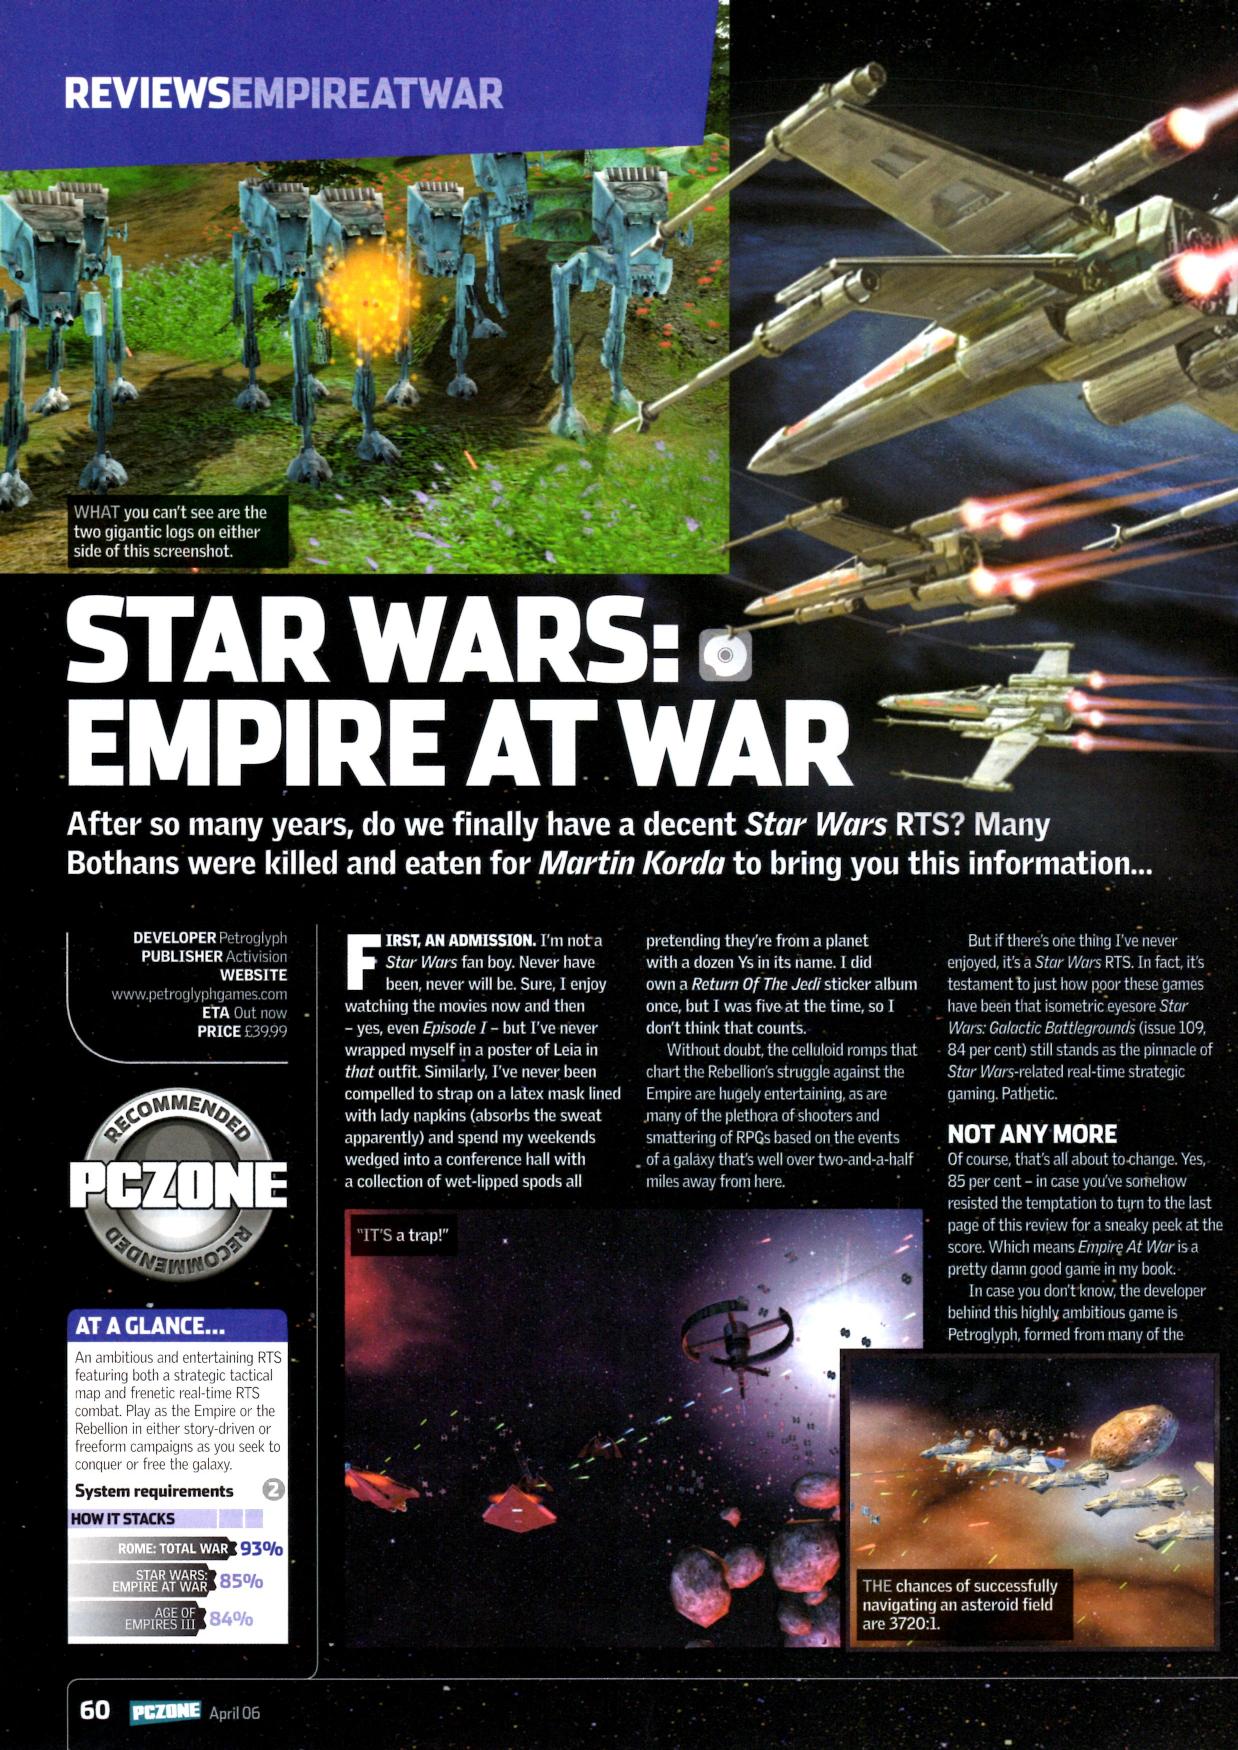 REVIEWSEMPIREATWAR
WHAT you can't see are the
two gigantic logs on either
side of this screenshot.
STAR WARS:
EMPIRE AT WAR
After so many years, do we finally have a decent Star Wars RTS? Many
Bothans were killed and eaten for Martin Korda to bring you this information...
DEVELOPER Petroglyph
PUBLISHER Activision
WEBSITE
www.petroglyphgames.com
ETA Out now
PRICE £39.99
RECOMMENDED
PCZONE
RECOMMENDED
AT A GLANCE...
An ambitious and entertaining RTS
featuring both a strategic tactical
map and frenetic real-time RTS
combat. Play as the Empire or the
Rebellion in either story-driven or
freeform campaigns as you seek to
conquer or free the galaxy.
System requirements 2
HOW IT STACKS
ROME: TOTAL WAR 93%
STAR WARS:
EMPIRE AT WAR 85%
AGE OF
EMPIRES III 84%
FIRST, AN ADMISSION. I'm not a
Star Wars fan boy. Never have
been, never will be. Sure, I enjoy
watching the movies now and then
– yes, even Episode I – but I've never
wrapped myself in a poster of Leia in
that outfit. Similarly, I've never been
compelled to strap on a latex mask lined
with lady napkins (absorbs the sweat
apparently) and spend my weekends
wedged into a conference hall with
a collection of wet-lipped spods all
pretending they're from a planet
with a dozen Ys in its name. I did
own a Return Of The Jedi sticker album
once, but I was five at the time, so I
don't think that counts.
Without doubt, the celluloid romps that
chart the Rebellion's struggle against the
Empire are hugely entertaining, as are
many of the plethora of shooters and
smattering of RPGs based on the events
of a galaxy that's well over two-and-a-half
miles away from here.
But if there's one thing I've never
enjoyed, it's a Star Wars RTS. In fact, it's
testament to just how poor these games
have been that isometric eyesore Star
Wars: Galactic Battlegrounds (issue 109,
84 per cent) still stands as the pinnacle of
Star Wars-related real-time strategic
gaming. Pathetic.
NOT ANY MORE
Of course, that's all about to change. Yes,
85 per cent – in case you've somehow
resisted the temptation to turn to the last
page of this review for a sneaky peek at the
score. Which means Empire At War is a
pretty damn good game in my book.
In case you don't know, the developer
behind this highly ambitious game is
Petroglyph, formed from many of the
"IT'S a trap!"
THE chances of successfully
navigating an asteroid field
are 3720:1.
60 PCZONE April 06